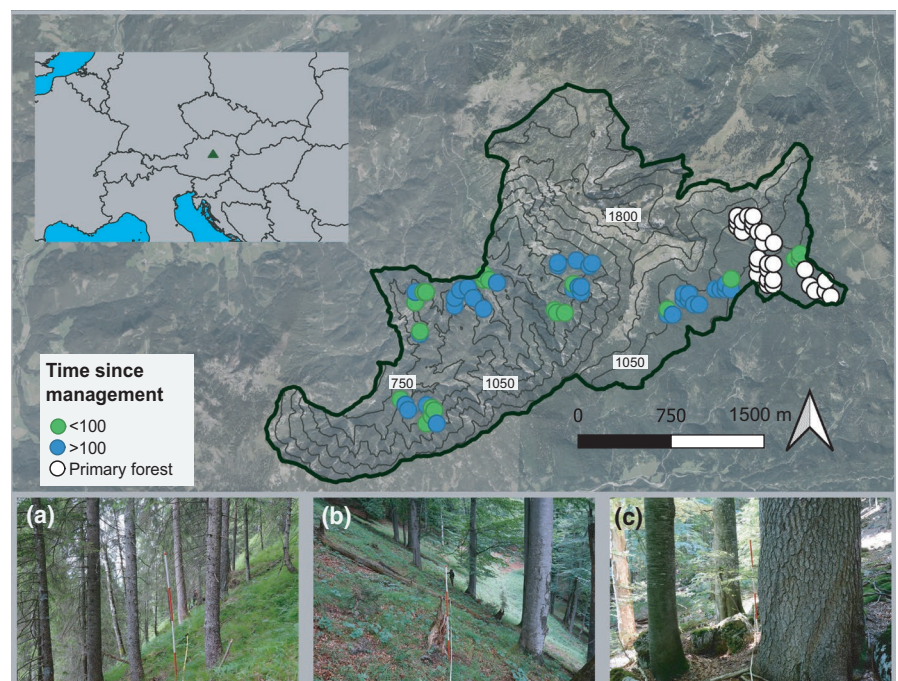 1800
1050
750
1050
Time since
management
<100
>100
Primary forest
0 750 1500 m
(a)
(b)
(c)